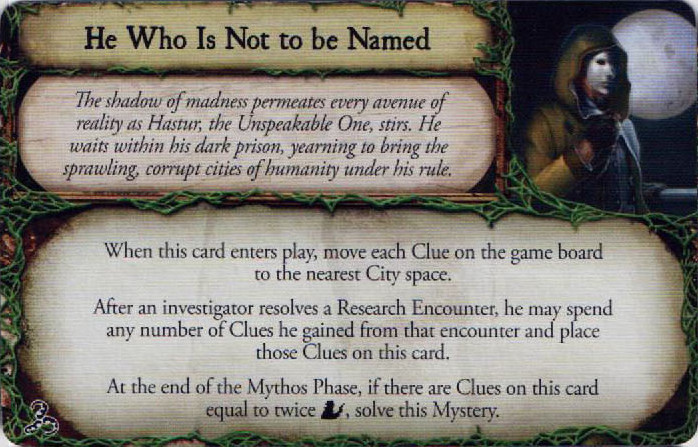 He Who Is Not to be Named
The shadow of madness permeates every avenue of
reality as Hastur, the Unspeakable One, stirs. He
waits within his dark prison, yearning to bring the
sprawling, corrupt cities of humanity under his rule.
When this card enters play, move each Clue on the game board
to the nearest City space.
After an investigator resolves a Research Encounter, he may spend
any number of Clues he gained from that encounter and place
those Clues on this card.
At the end of the Mythos Phase, if there are Clues on this card
equal to twice , solve this Mystery.